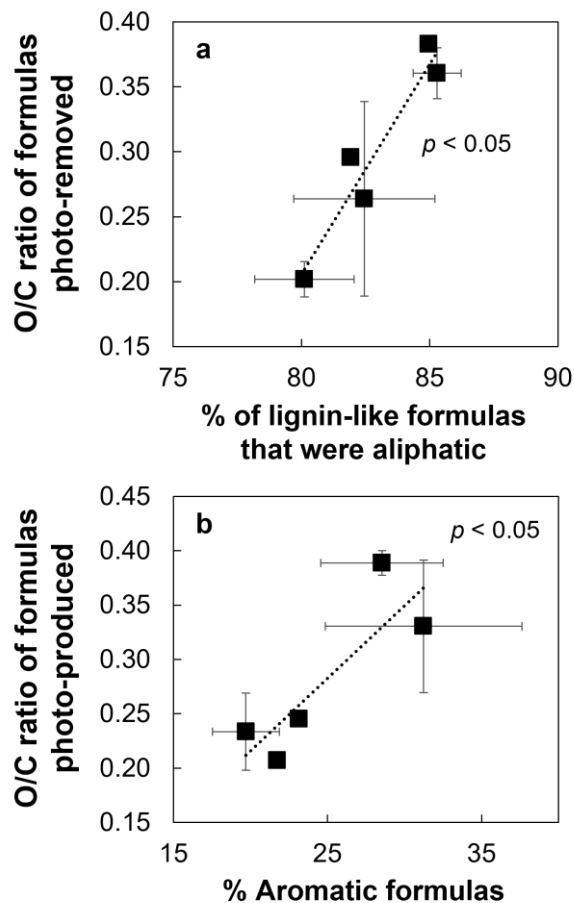 a
O/C ratio of formulas
photo-removed
0.40
0.35
0.30
0.25
0.20
0.15
p < 0.05
75
80
85
90
% of lignin-like formulas
that were aliphatic
b
O/C ratio of formulas
photo-produced
0.45
0.40
0.35
0.30
0.25
0.20
0.15
p < 0.05
15
25
35
% Aromatic formulas